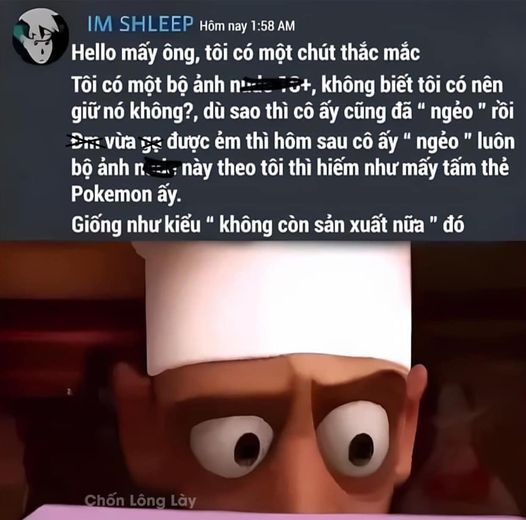 IM SHLEEP Hôm nay 1:58 AM
Hello mấy ông, tôi có một chút thắc mắc
Tôi có một bộ ảnh +, không biết tôi có nên
giữ nó không?, dù sao thì cô ấy cũng đã “ ngẻo ” rồi
vừa được ẻm thì hôm sau cô ấy “ ngẻo ” luôn
bộ ảnh này theo tôi thì hiếm như mấy tấm thẻ
Pokemon ấy.
Giống như kiểu “ không còn sản xuất nữa ” đó
Chốn Lông Lày